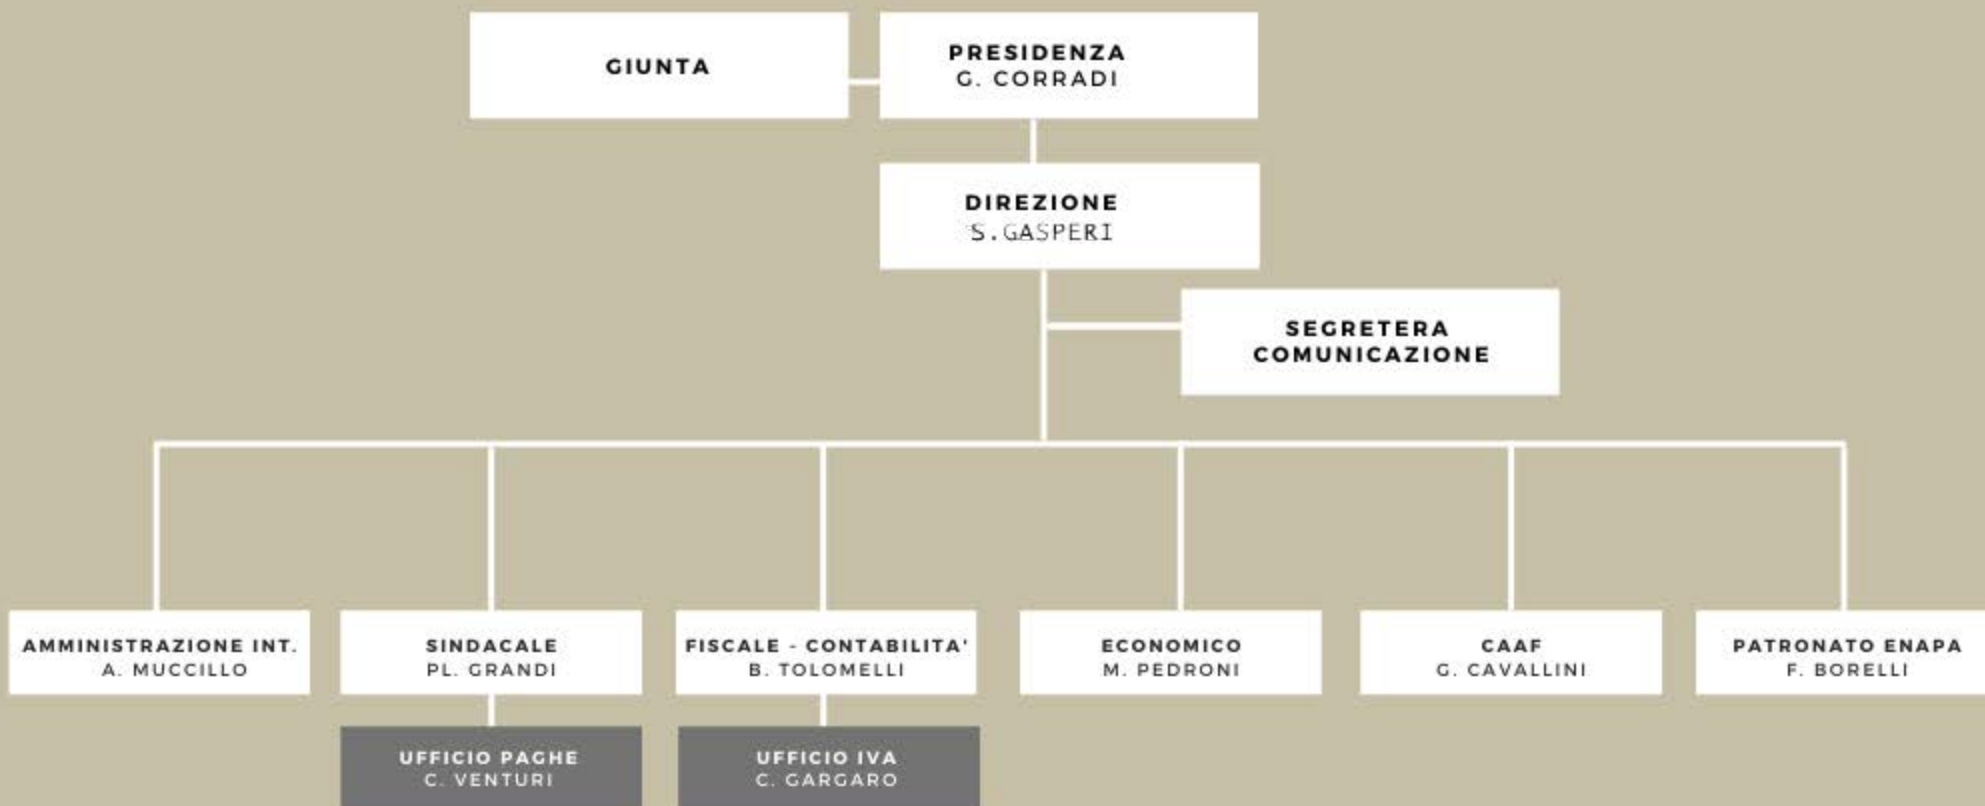 GIUNTA
PRESIDENZA
G. CORRADI
DIREZIONE
S.GASPERI
SEGRETERA
COMUNICAZIONE
AMMINISTRAZIONE INT.
A. MUCCILLO
SINDACALE
PL. GRANDI
FISCALE - CONTABILITA'
B. TOLOMELLI
ECONOMICO
M. PEDRONI
CAAF
G. CAVALLINI
PATRONATO ENAPA
F. BORELLI
UFFICIO PAGHE
C. VENTURI
UFFICIO IVA
C. GARGARO